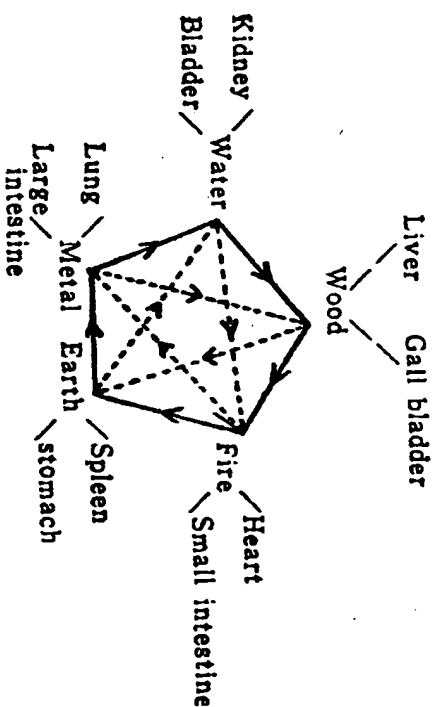 Liver
Gall bladder
Wood
Kidney
Bladder
Water
Fire
Heart
Small intestine
Lung
Large
intestine
Metal
Earth
Spleen
stomach